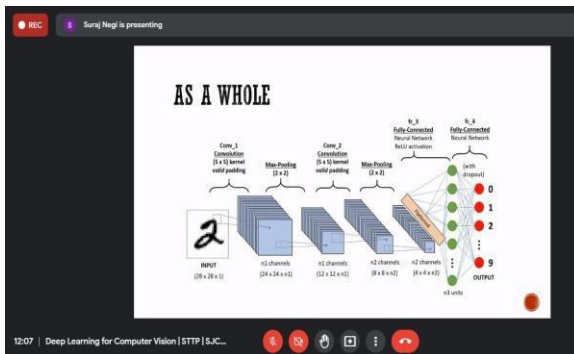 REC
S
Suraj Negi is presenting
AS A WHOLE
Conv_1
Convolution
(5 x 5) kernel
valid padding
Max-Pooling
(2 x 2)
Conv_2
Convolution
(5 x 5) kernel
valid padding
Max-Pooling
(2 x 2)
fc_3
Fully-Connected
Neural Network
ReLU activation
fc_4
Fully-Connected
Neural Network
(with
dropout)
2
0
1
2
9
INPUT
(28 x 28 x 1)
n1 channels
(24 x 24 x n1)
n1 channels
(12 x 12 x n1)
n2 channels
(8 x 8 x n2)
n2 channels
(4 x 4 x n2)
n3 units
OUTPUT
12:07 | Deep Learning for Computer Vision | STTP | SJC...